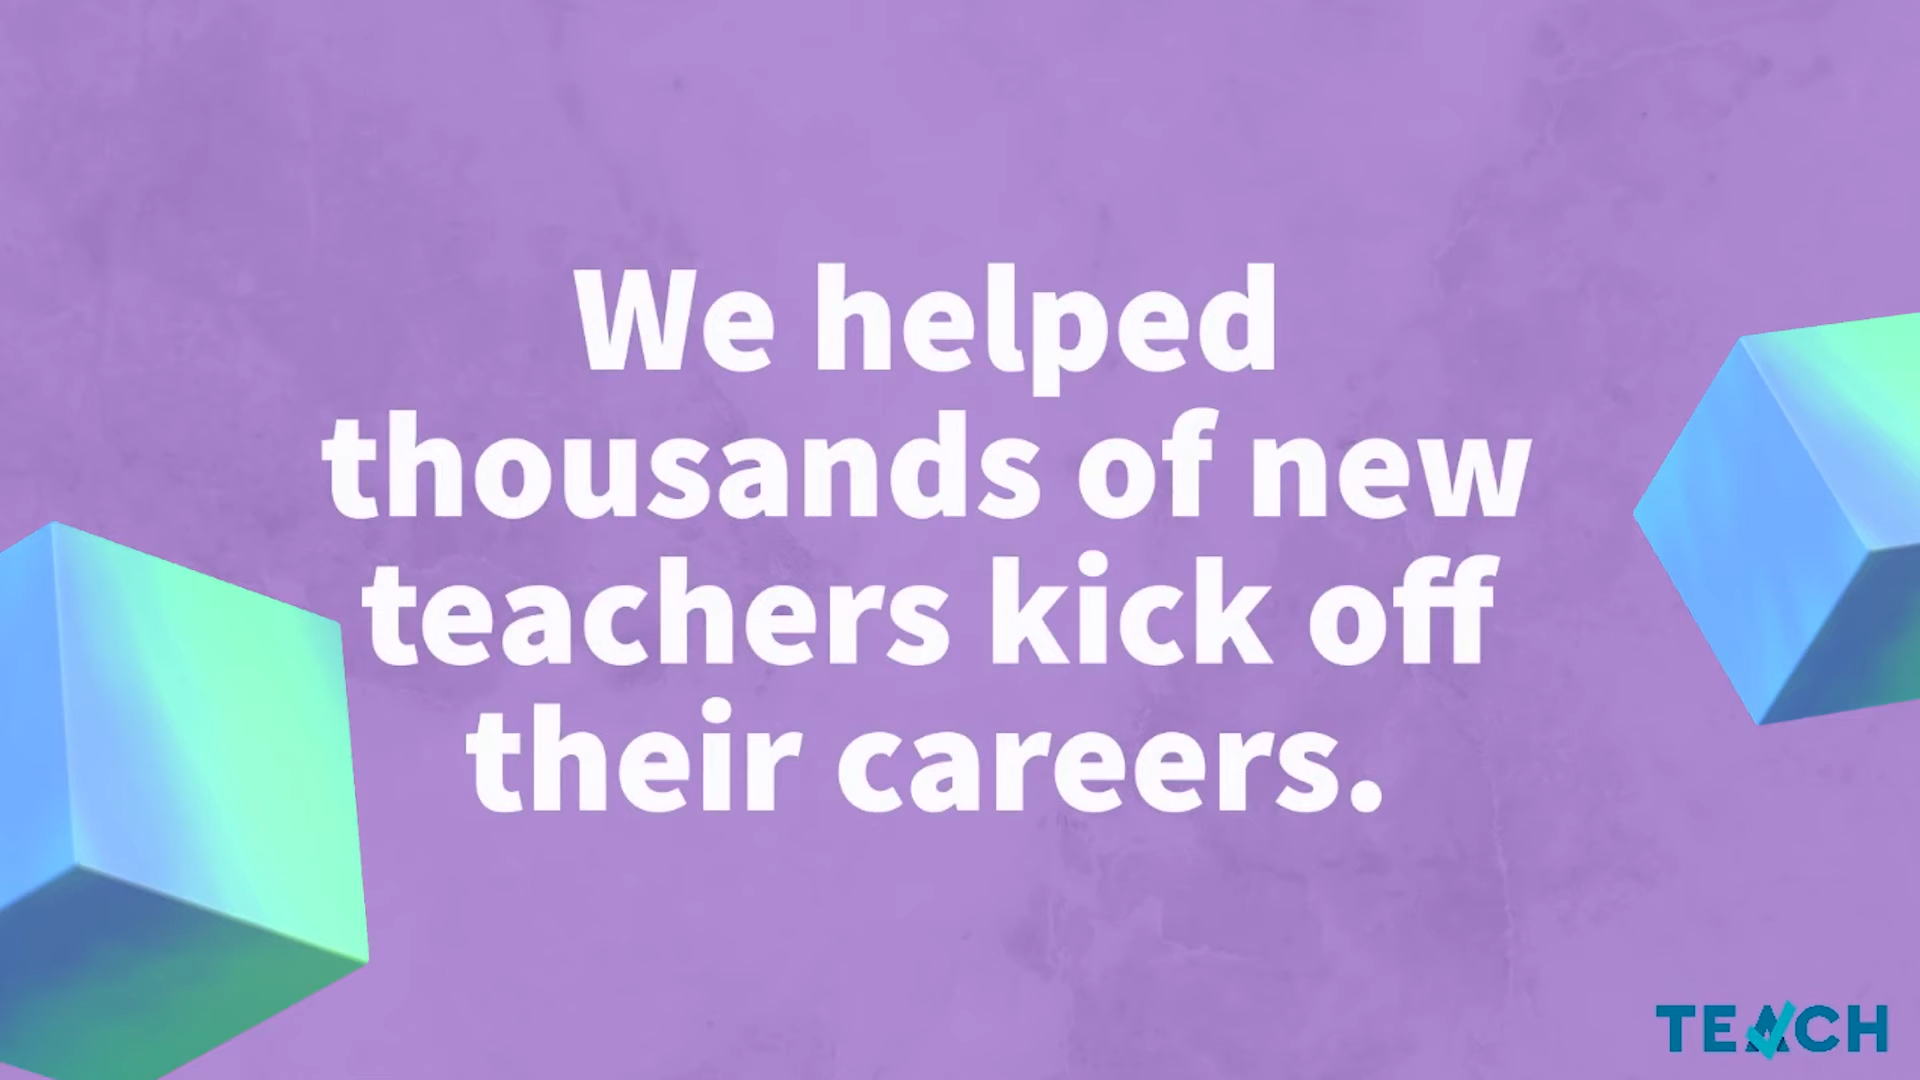 We helped
thousands of new
teachers kick off
their careers.
TEACH